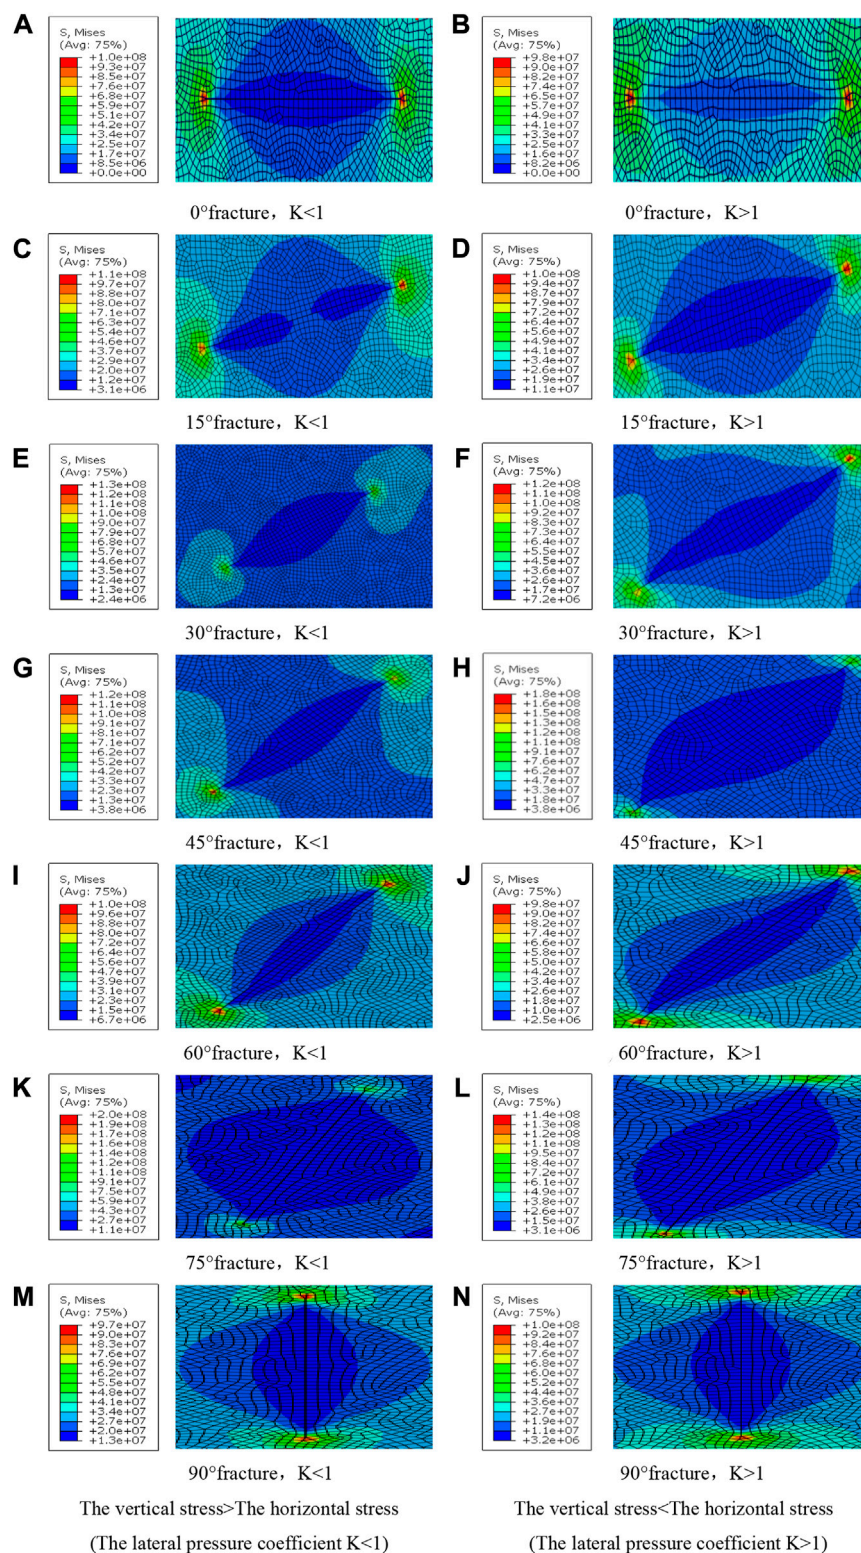 A
S, Mises
(Avg: 75%)
+1.0e+08
+9.3e+07
+8.5e+07
+7.6e+07
+6.8e+07
+5.9e+07
+5.1e+07
+4.2e+07
+3.4e+07
+2.5e+07
+1.7e+07
+8.5e+06
+0.0e+00
0°fracture，K<1
B
S, Mises
(Avg: 75%)
+9.8e+07
+9.0e+07
+8.2e+07
+7.4e+07
+6.5e+07
+5.7e+07
+4.9e+07
+4.1e+07
+3.3e+07
+2.5e+07
+1.6e+07
+8.2e+06
+0.0e+00
0°fracture，K>1
C
S, Mises
(Avg: 75%)
+1.1e+08
+9.7e+07
+8.8e+07
+8.0e+07
+7.1e+07
+6.3e+07
+5.4e+07
+4.6e+07
+3.7e+07
+2.9e+07
+2.0e+07
+1.2e+07
+3.1e+06
15°fracture，K<1
D
S, Mises
(Avg: 75%)
+1.0e+08
+9.4e+07
+8.7e+07
+7.9e+07
+7.2e+07
+6.4e+07
+5.6e+07
+4.9e+07
+4.1e+07
+3.4e+07
+2.6e+07
+1.9e+07
+1.1e+07
15°fracture，K>1
E
S, Mises
(Avg: 75%)
+1.3e+08
+1.2e+08
+1.1e+08
+1.0e+08
+9.0e+07
+7.9e+07
+6.8e+07
+5.7e+07
+4.6e+07
+3.5e+07
+2.4e+07
+1.3e+07
+2.4e+06
30°fracture，K<1
F
S, Mises
(Avg: 75%)
+1.2e+08
+1.1e+08
+1.0e+08
+9.2e+07
+8.3e+07
+7.3e+07
+6.4e+07
+5.5e+07
+4.5e+07
+3.6e+07
+2.6e+07
+1.7e+07
+7.2e+06
30°fracture，K>1
G
S, Mises
(Avg: 75%)
+1.2e+08
+1.1e+08
+1.0e+08
+9.1e+07
+8.1e+07
+7.1e+07
+6.2e+07
+5.2e+07
+4.2e+07
+3.3e+07
+2.3e+07
+1.3e+07
+3.8e+06
45°fracture，K<1
H
S, Mises
(Avg: 75%)
+1.8e+08
+1.6e+08
+1.5e+08
+1.3e+08
+1.2e+08
+1.1e+08
+9.1e+07
+7.6e+07
+6.2e+07
+4.7e+07
+3.3e+07
+1.8e+07
+3.8e+06
45°fracture，K>1
I
S, Mises
(Avg: 75%)
+1.0e+08
+9.6e+07
+8.8e+07
+8.0e+07
+7.2e+07
+6.4e+07
+5.6e+07
+4.7e+07
+3.9e+07
+3.1e+07
+2.3e+07
+1.5e+07
+6.7e+06
60°fracture，K<1
J
S, Mises
(Avg: 75%)
+9.8e+07
+9.0e+07
+8.2e+07
+7.4e+07
+6.6e+07
+5.8e+07
+5.0e+07
+4.2e+07
+3.4e+07
+2.6e+07
+1.8e+07
+1.0e+07
+2.5e+06
60°fracture，K>1
K
S, Mises
(Avg: 75%)
+2.0e+08
+1.9e+08
+1.7e+08
+1.6e+08
+1.4e+08
+1.2e+08
+1.1e+08
+9.1e+07
+7.5e+07
+5.9e+07
+4.3e+07
+2.7e+07
+1.1e+07
75°fracture，K<1
L
S, Mises
(Avg: 75%)
+1.4e+08
+1.3e+08
+1.2e+08
+1.1e+08
+9.5e+07
+8.4e+07
+7.2e+07
+6.1e+07
+4.9e+07
+3.8e+07
+2.6e+07
+1.5e+07
+3.1e+06
75°fracture，K>1
M
S, Mises
(Avg: 75%)
+9.7e+07
+9.0e+07
+8.3e+07
+7.6e+07
+6.9e+07
+6.2e+07
+5.5e+07
+4.8e+07
+4.1e+07
+3.4e+07
+2.7e+07
+2.0e+07
+1.3e+07
90°fracture，K<1
N
S, Mises
(Avg: 75%)
+1.0e+08
+9.2e+07
+8.4e+07
+7.6e+07
+6.8e+07
+6.0e+07
+5.2e+07
+4.4e+07
+3.6e+07
+2.7e+07
+1.9e+07
+1.1e+07
+3.2e+06
90°fracture，K>1
The vertical stress>The horizontal stress
(The lateral pressure coefficient K<1)
The vertical stress<The horizontal stress
(The lateral pressure coefficient K>1)